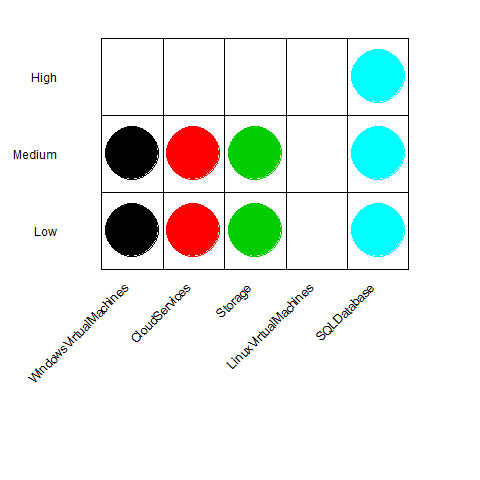 High
Medium
Low
WindowsVirtualMachines
CloudServices
Storage
LinuxVirtualMachines
SQLDatabase